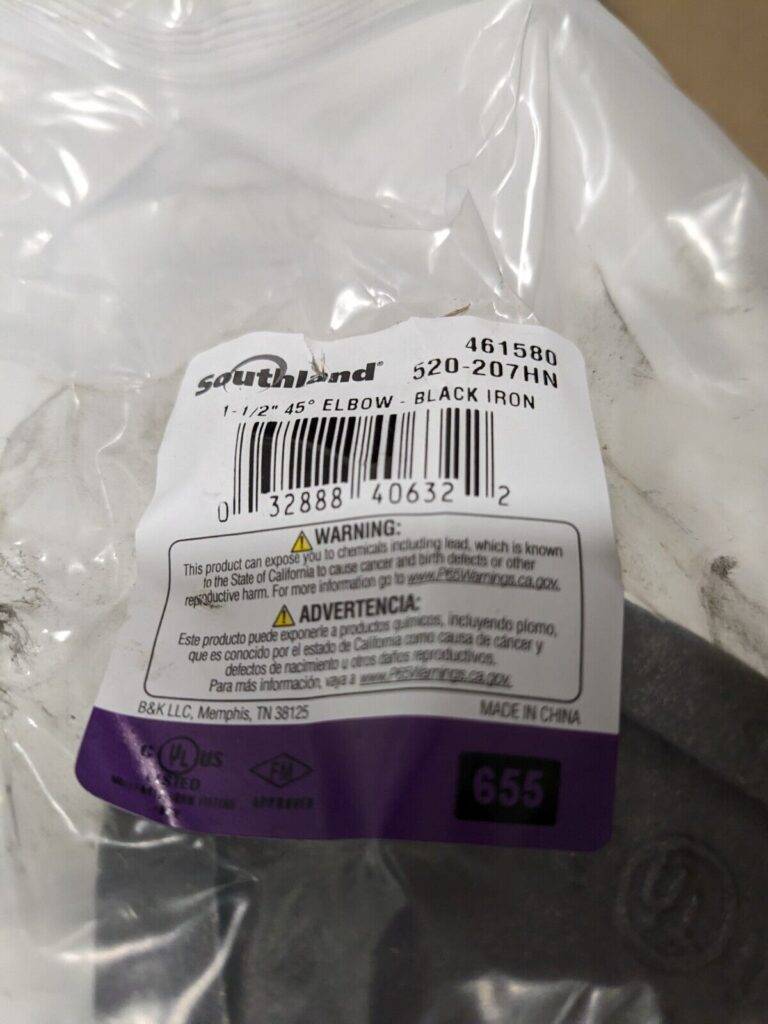 461580
Southland® 520-207HN
1-1/2" 45° ELBOW - BLACK IRON
0 32888 40632 2
WARNING:
This product can expose you to chemicals including lead, which is known
to the State of California to cause cancer and birth defects or other
reproductive harm. For more information go to www.P65Warnings.ca.gov.
ADVERTENCIA:
Este producto puede exponerle a productos químicos, incluyendo plomo,
que es conocido por el estado de California como causa de cáncer y
defectos de nacimiento u otros daños reproductivos.
Para más información, vaya a www.P65Warnings.ca.gov.
B&K LLC, Memphis, TN 38125 MADE IN CHINA
C UL US FM 655
LISTED
FITTING APPROVED